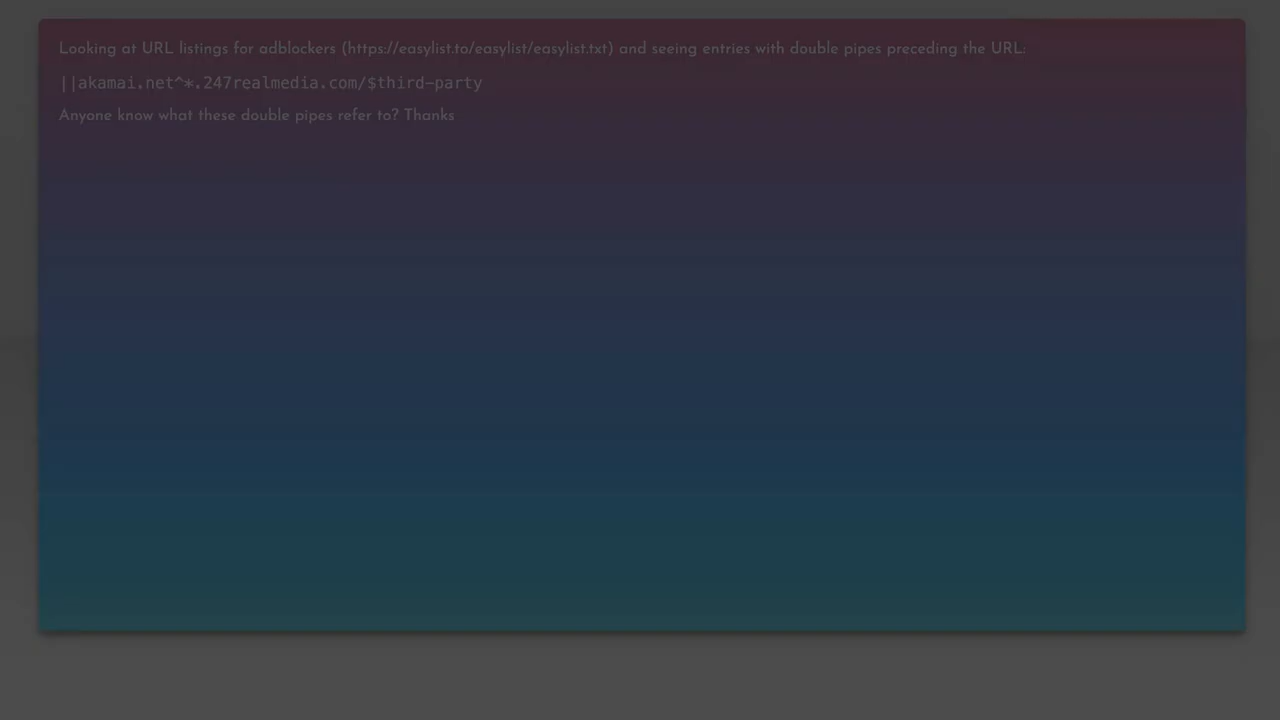 Looking at URL listings for adblockers (https://easylist.to/easylist/easylist.txt) and seeing entries with double pipes preceding the URL:
||akamai.net^*.247realmedia.com/$third-party
Anyone know what these double pipes refer to? Thanks